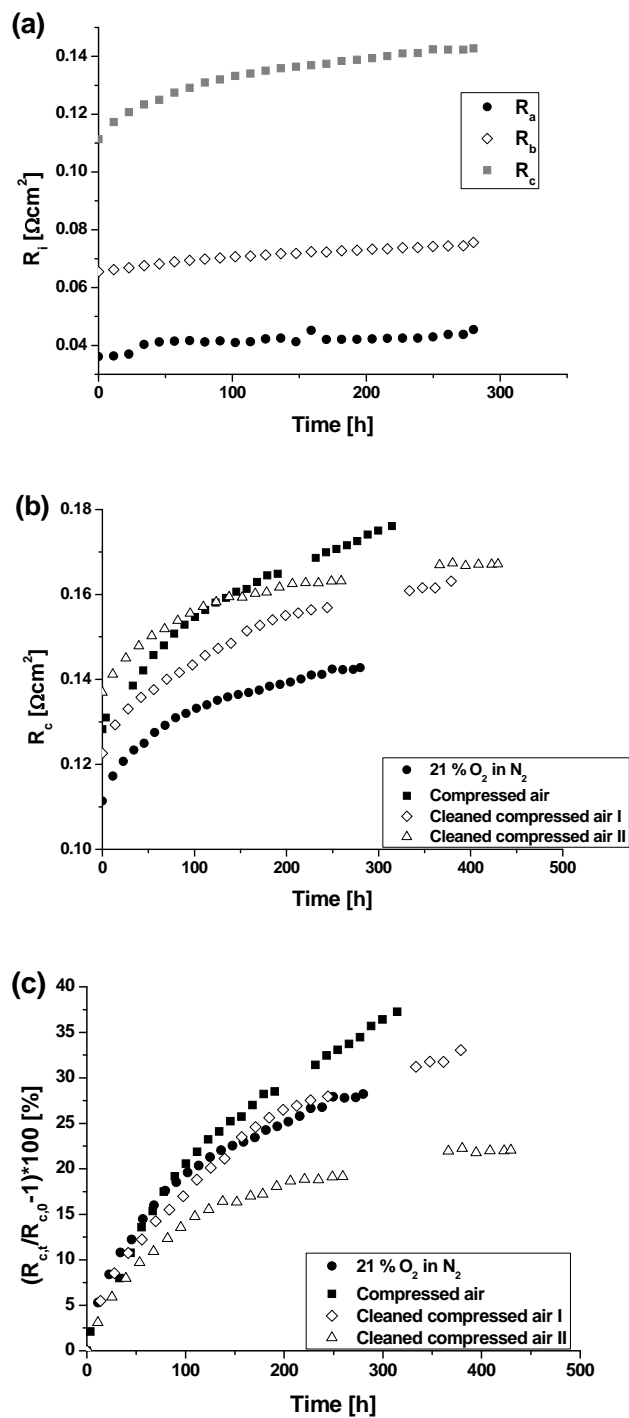 (a)
0.14
0.12
0.10
0.08
0.06
0.04
R_i [Ωcm²]
R_a
R_b
R_c
0
100
200
300
Time [h]
(b)
0.18
0.16
0.14
0.12
0.10
R_c [Ωcm²]
21 % O₂ in N₂
Compressed air
Cleaned compressed air I
Cleaned compressed air II
0
100
200
300
400
500
Time [h]
(c)
40
35
30
25
20
15
10
5
0
(R_c,t/R_c,0-1)*100 [%]
21 % O₂ in N₂
Compressed air
Cleaned compressed air I
Cleaned compressed air II
0
100
200
300
400
500
Time [h]